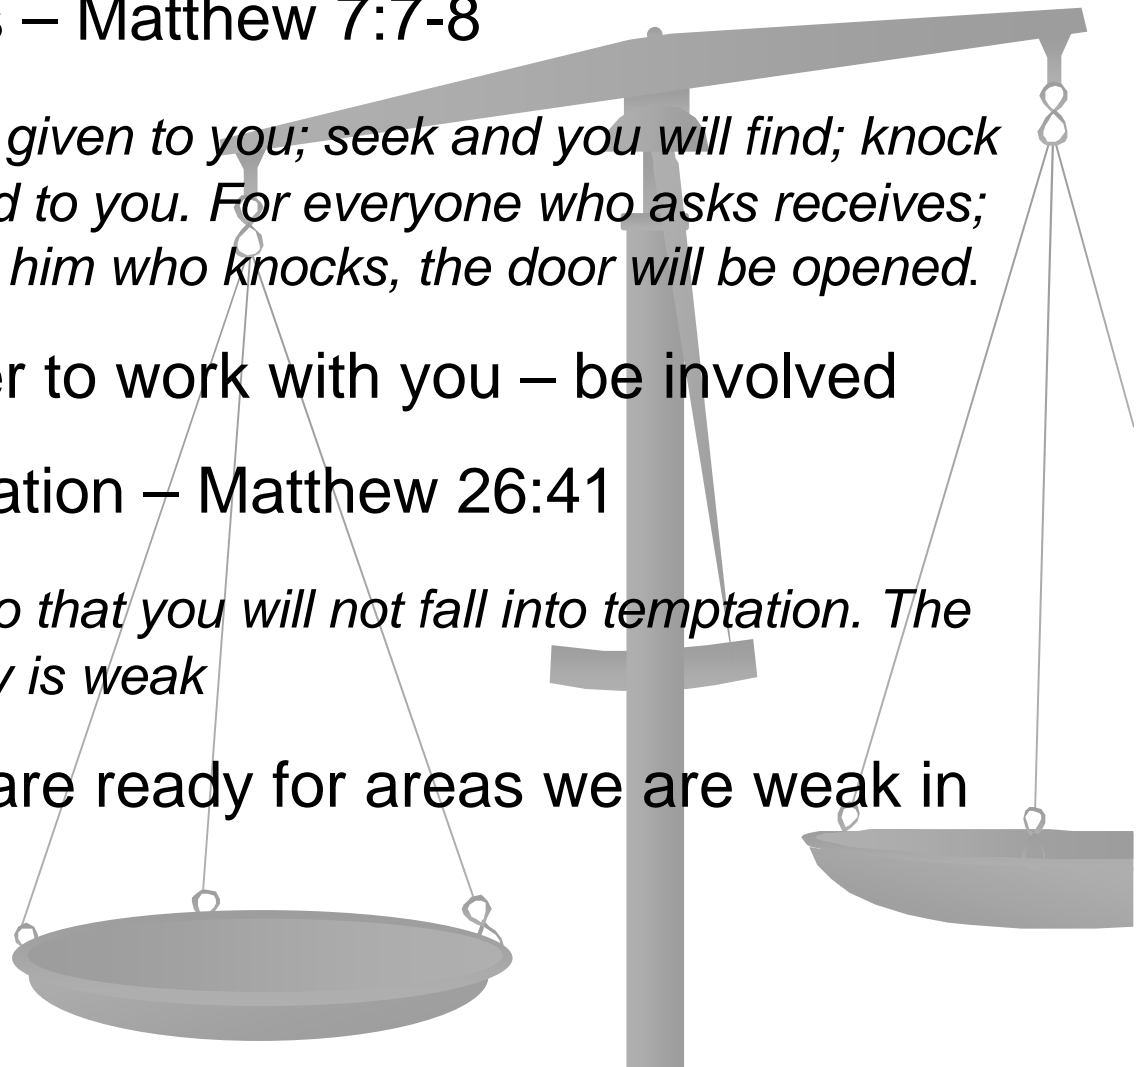 – Matthew 7:7-8
given to you; seek and you will find; knock
to you. For everyone who asks receives;
him who knocks, the door will be opened.
to work with you – be involved
– Matthew 26:41
that you will not fall into temptation. The
is weak
are ready for areas we are weak in